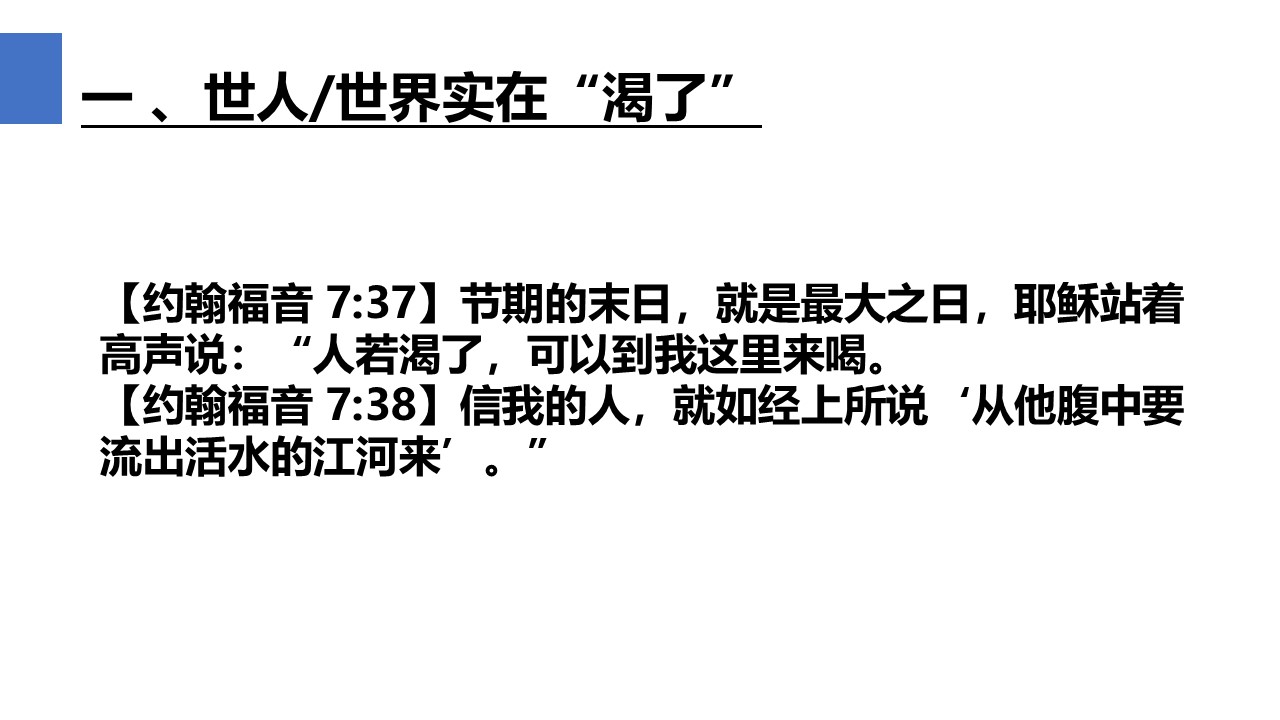 一 、世人/世界实在“渴了”
【约翰福音 7:37】节期的末日，就是最大之日，耶稣站着
高声说：“人若渴了，可以到我这里来喝。
【约翰福音 7:38】信我的人，就如经上所说‘从他腹中要
流出活水的江河来’。”